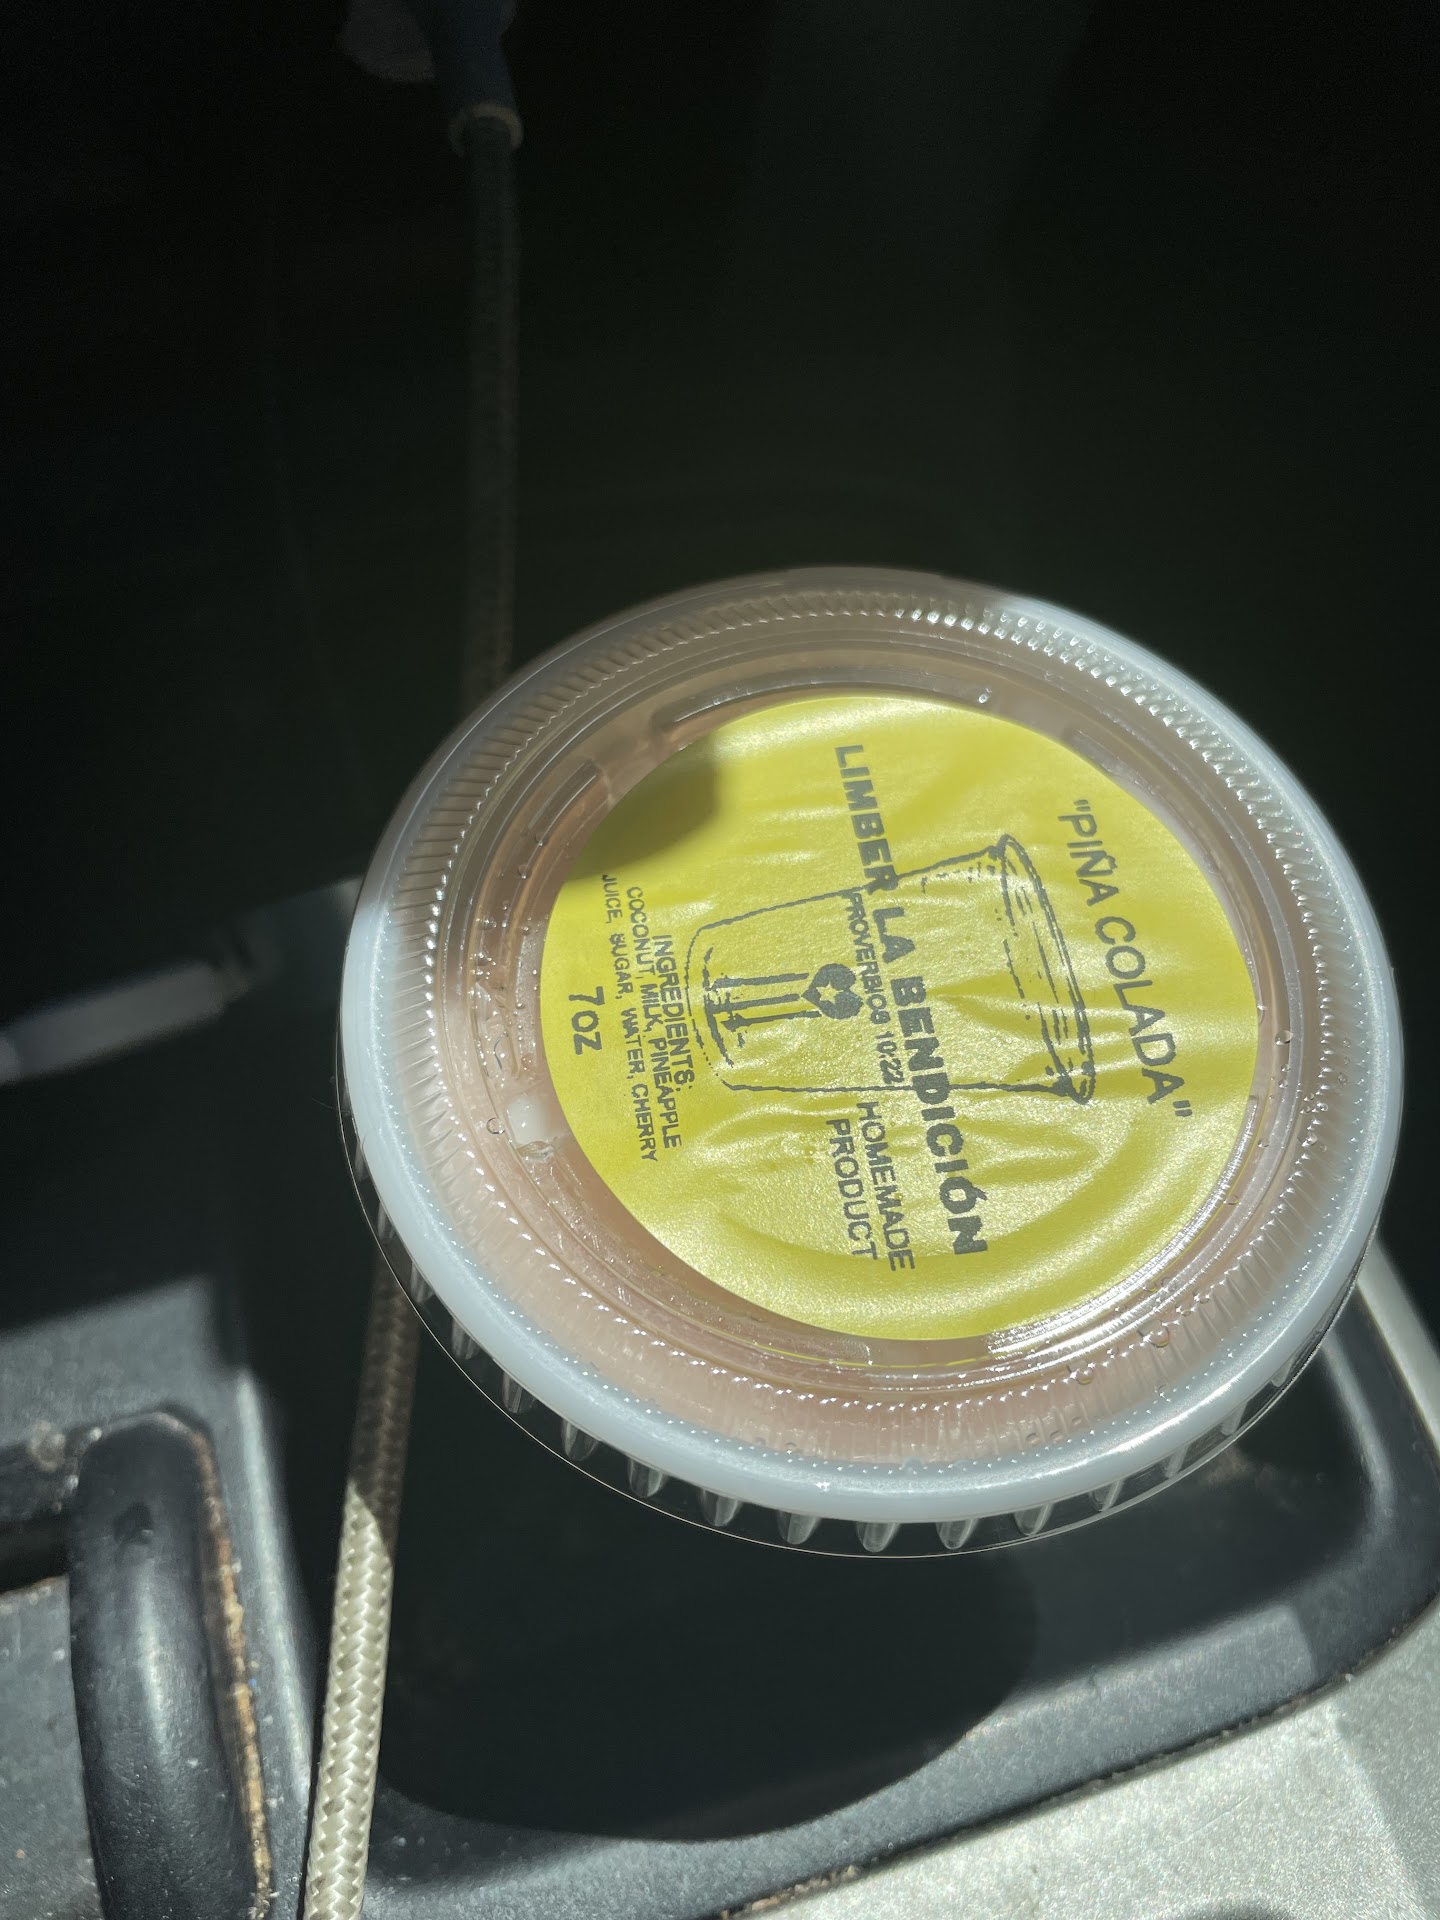 "PIÑA COLADA"
LIMBER LA BENDICIÓN
PROVERBIOS 10:22
HOMEMADE
PRODUCT
INGREDIENTS:
COCONUT, MILK, PINEAPPLE
JUICE, SUGAR, WATER, CHERRY
7OZ